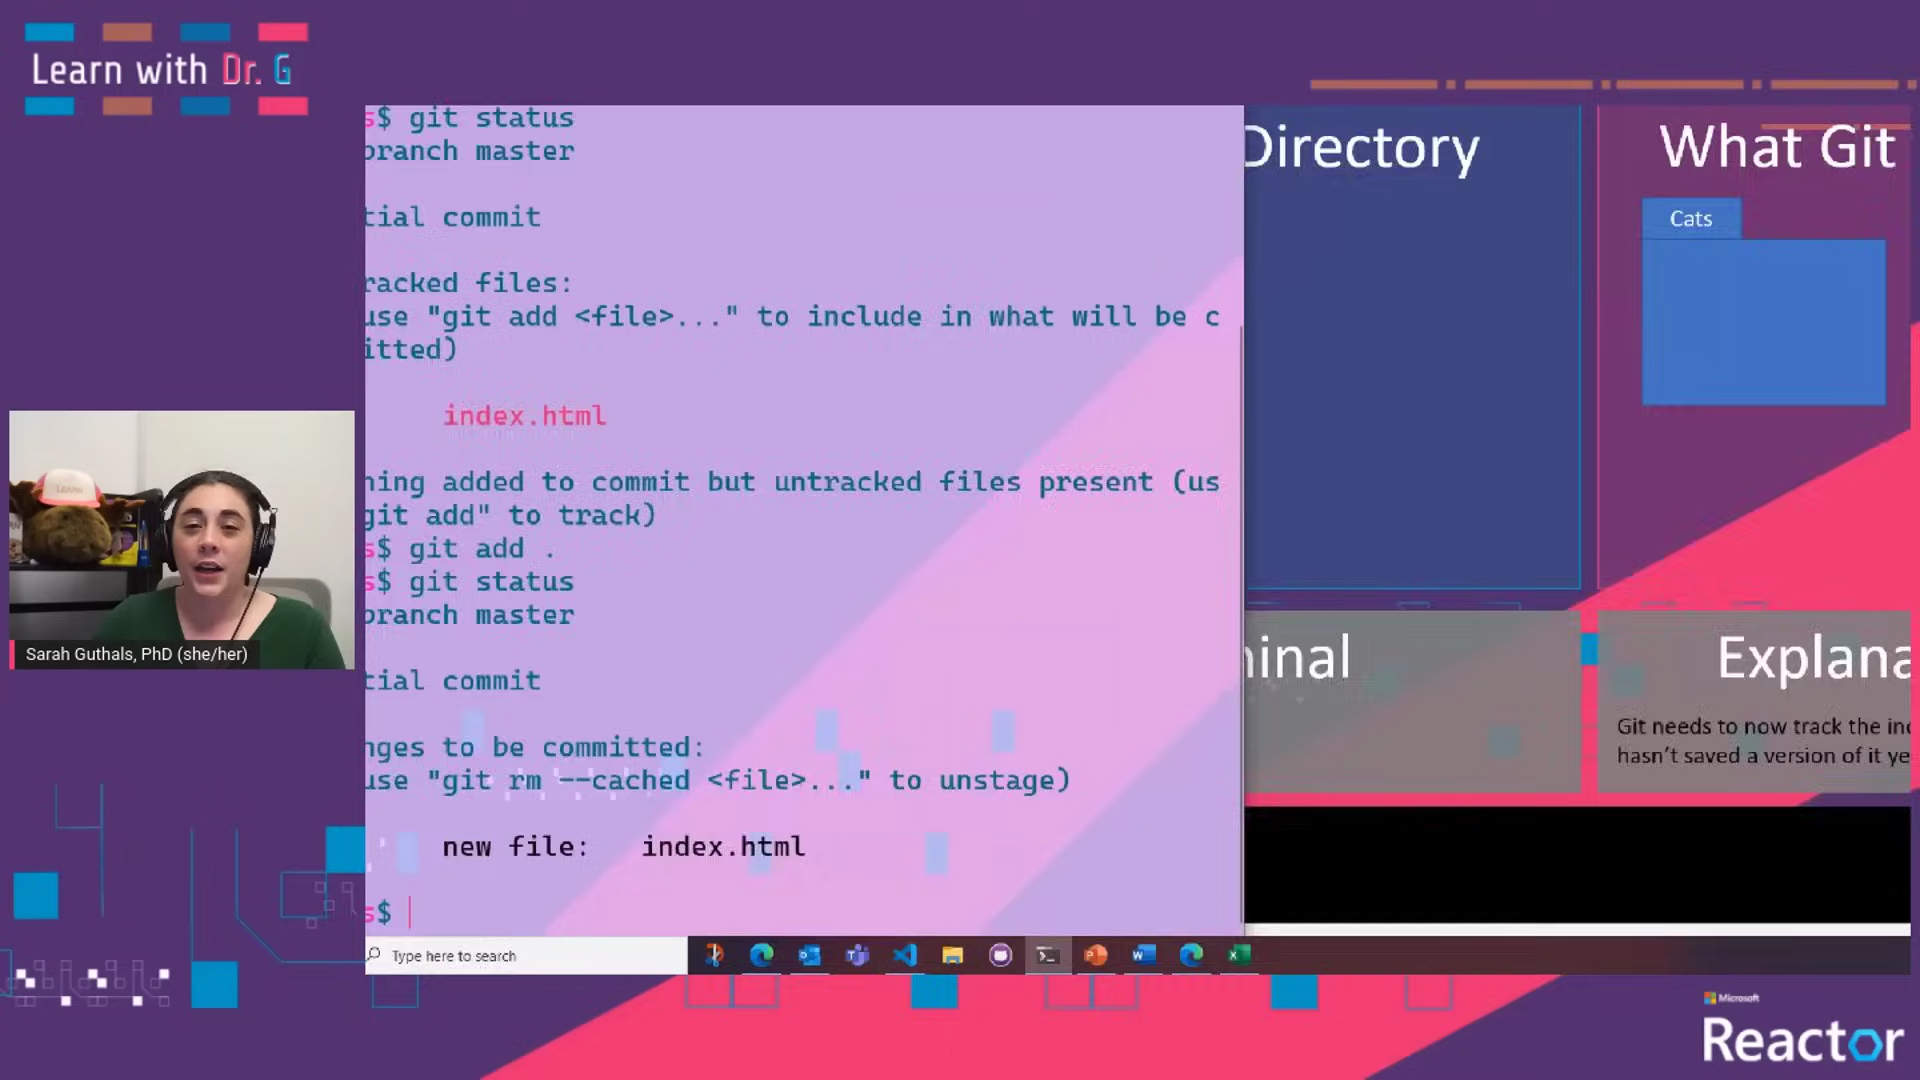 Learn with Dr. G
s$ git status
branch master
tial commit
racked files:
use "git add <file>..." to include in what will be c
itted)
index.html
hing added to commit but untracked files present (us
git add" to track)
s$ git add .
s$ git status
branch master
tial commit
nges to be committed:
use "git rm --cached <file>..." to unstage)
new file: index.html
s$
Directory
What Git
Cats
inal
Explana
Git needs to now track the in
hasn't saved a version of it ye
Sarah Guthals, PhD (she/her)
Type here to search
Microsoft
Reactor